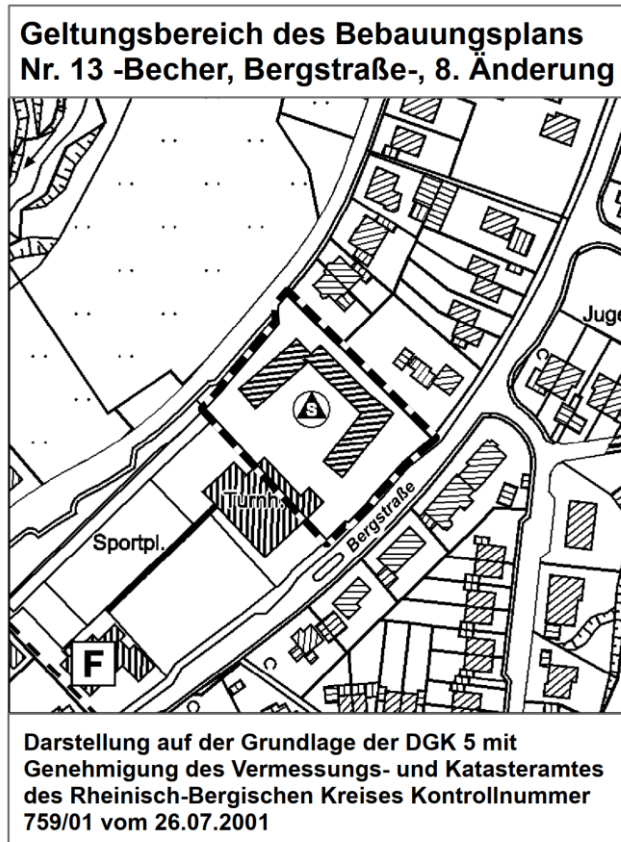 Geltungsbereich des Bebauungsplans
Nr. 13 -Becher, Bergstraße-, 8. Änderung
Juge
S
Turnh.
Bergstraße
Sportpl.
F
Darstellung auf der Grundlage der DGK 5 mit
Genehmigung des Vermessungs- und Katasteramtes
des Rheinisch-Bergischen Kreises Kontrollnummer
759/01 vom 26.07.2001